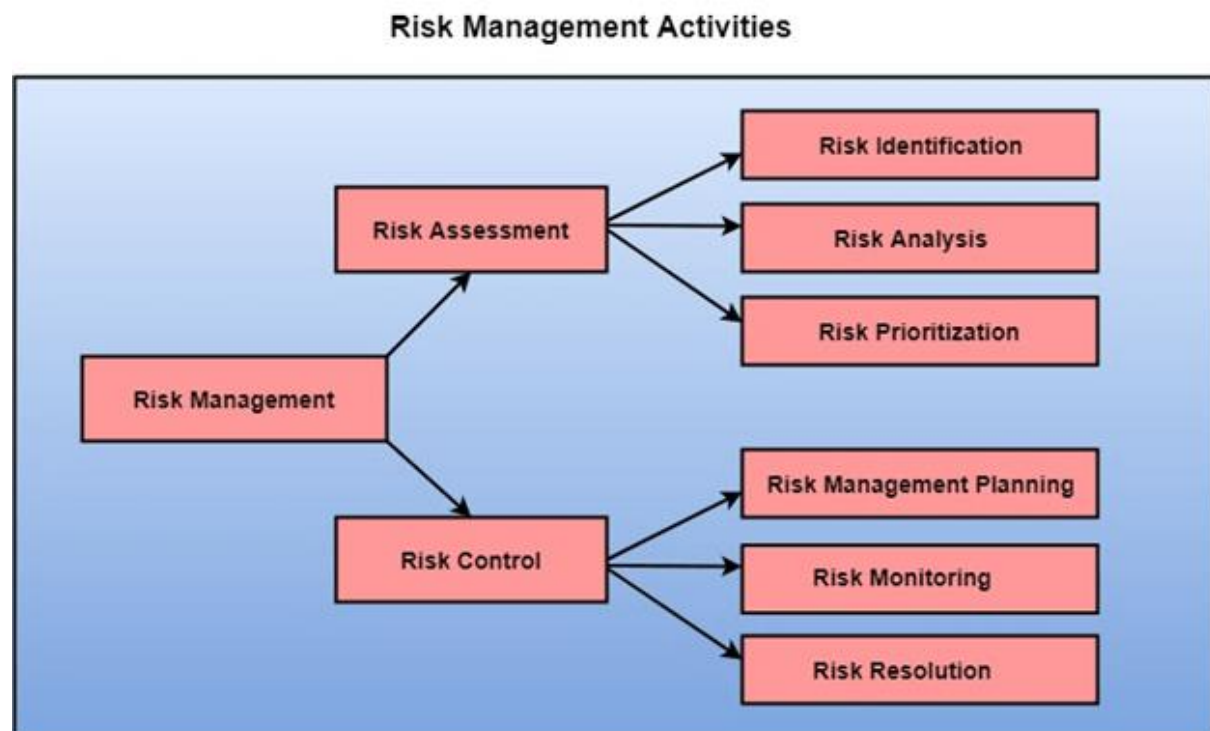 Risk Management Activities
Risk Identification
Risk Assessment
Risk Analysis
Risk Prioritization
Risk Management
Risk Management Planning
Risk Control
Risk Monitoring
Risk Resolution